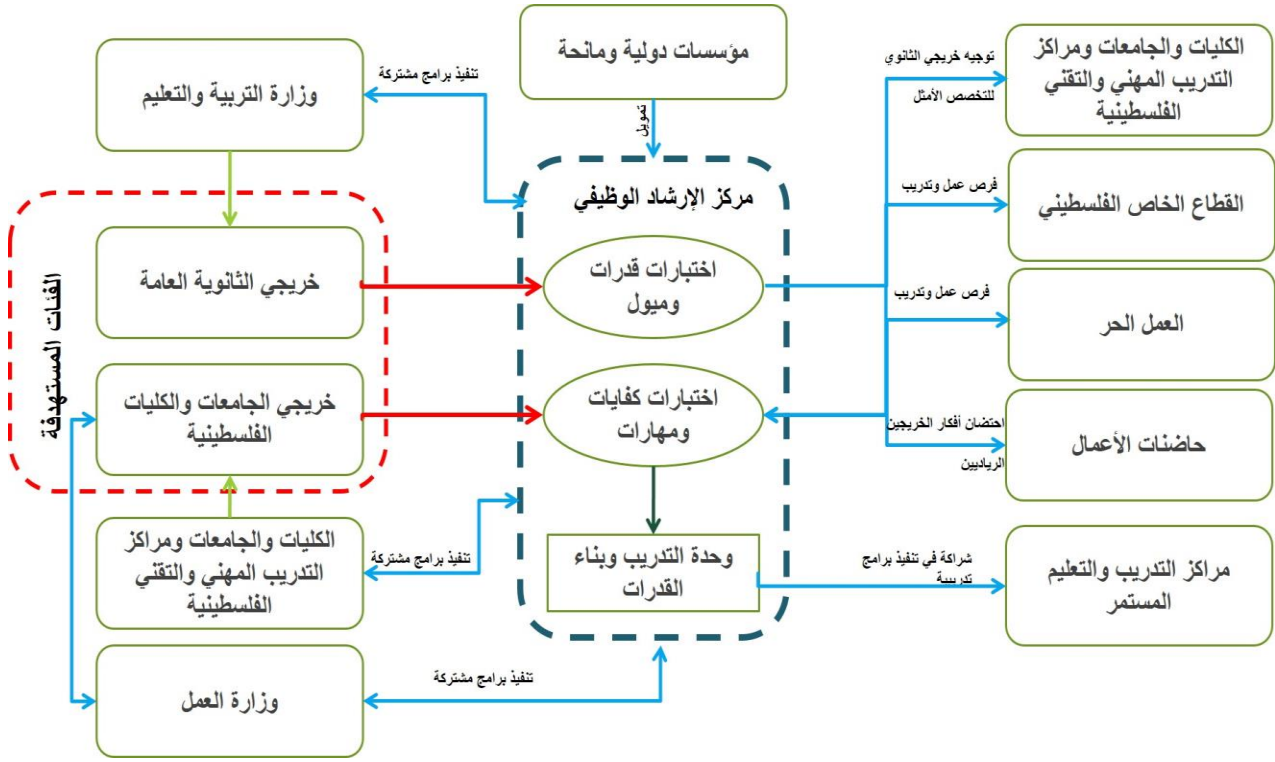 مؤسسات دولية ومانحة
تمويل
الكليات والجامعات ومراكز
التدريب المهني والتقني
الفلسطينية
توجيه خريجي الثانوي
للتخصص الأمثل
وزارة التربية والتعليم
تنفيذ برامج مشتركة
مركز الإرشاد الوظيفي
القطاع الخاص الفلسطيني
فرص عمل وتدريب
الفئات المستهدفة
خريجي الثانوية العامة
اختبارات قدرات
وميول
العمل الحر
فرص عمل وتدريب
خريجي الجامعات والكليات
الفلسطينية
اختبارات كفايات
ومهارات
حاضنات الأعمال
احتضان أفكار الخريجين
الرياديين
الكليات والجامعات ومراكز
التدريب المهني والتقني
الفلسطينية
تنفيذ برامج مشتركة
وحدة التدريب وبناء
القدرات
شراكة في تنفيذ برامج
تدريبية
مراكز التدريب والتعليم
المستمر
وزارة العمل
تنفيذ برامج مشتركة